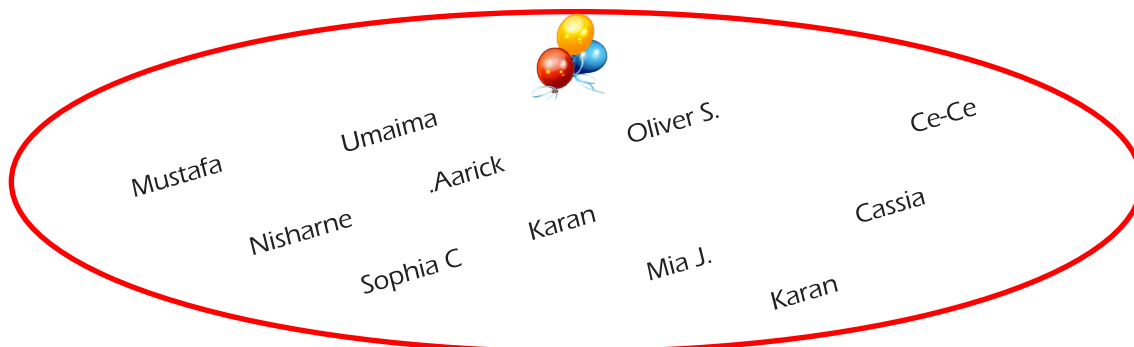 Mustafa
Umaima
Oliver S.
Ce-Ce
.Aarick
Nisharne
Karan
Cassia
Sophia C
Mia J.
Karan